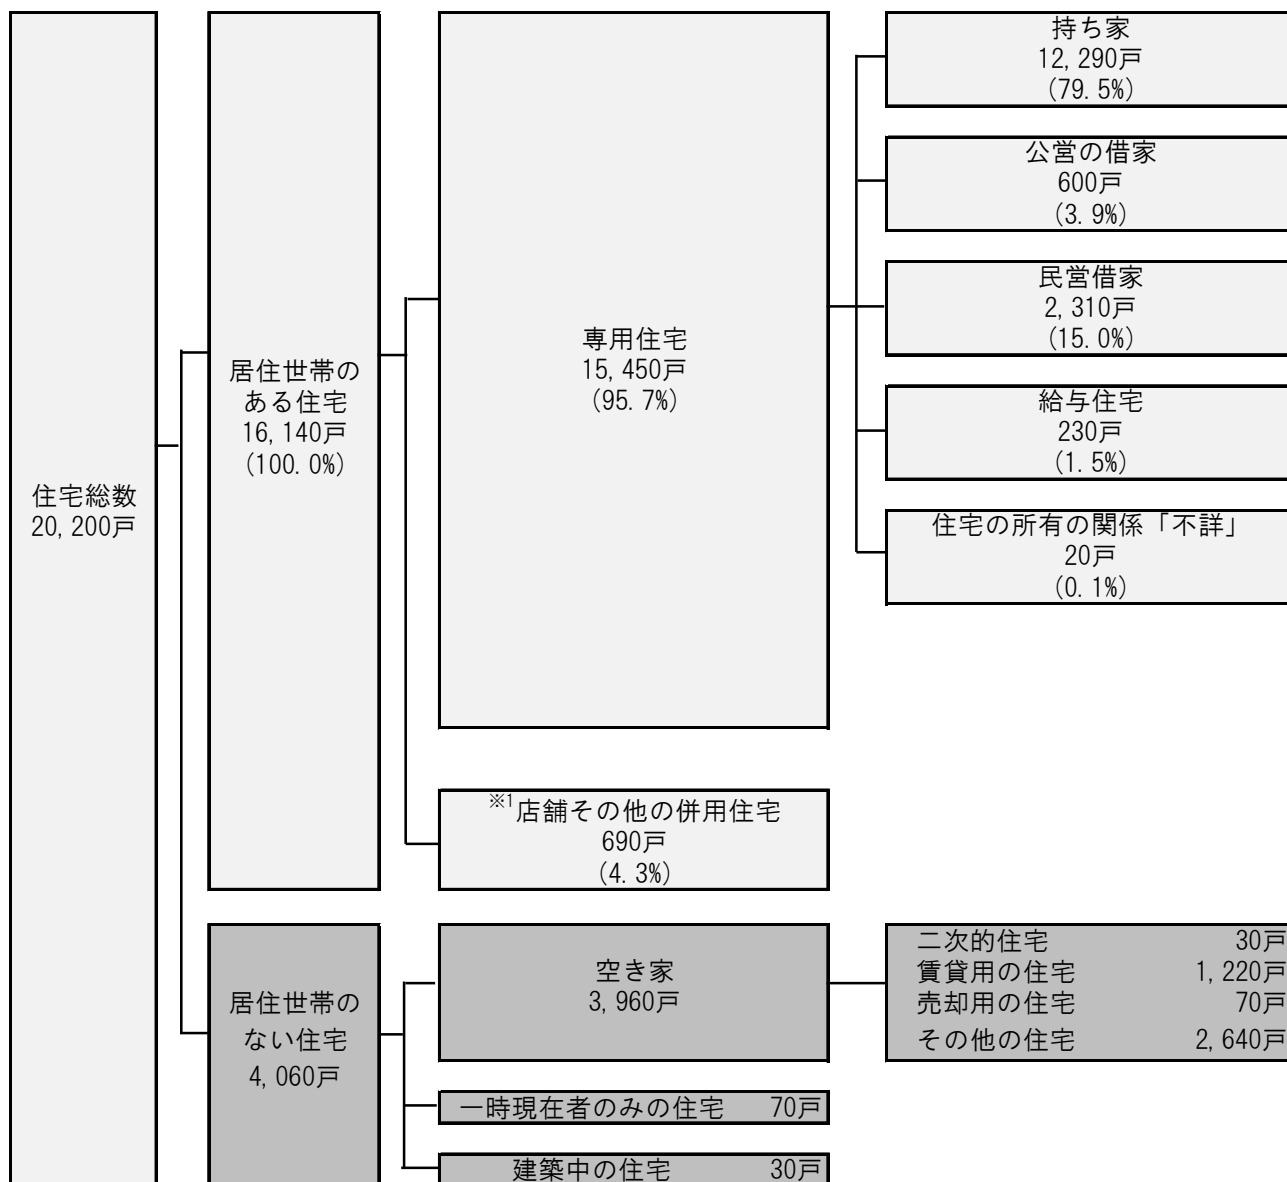 住宅総数
20,200戸
居住世帯の
ある住宅
16,140戸
(100.0%)
専用住宅
15,450戸
(95.7%)
持ち家
12,290戸
(79.5%)
公営の借家
600戸
(3.9%)
民営借家
2,310戸
(15.0%)
給与住宅
230戸
(1.5%)
住宅の所有の関係「不詳」
20戸
(0.1%)
※1店舗その他の併用住宅
690戸
(4.3%)
居住世帯の
ない住宅
4,060戸
空き家
3,960戸
二次的住宅 30戸
賃貸用の住宅 1,220戸
売却用の住宅 70戸
その他の住宅 2,640戸
一時現在者のみの住宅 70戸
建築中の住宅 30戸